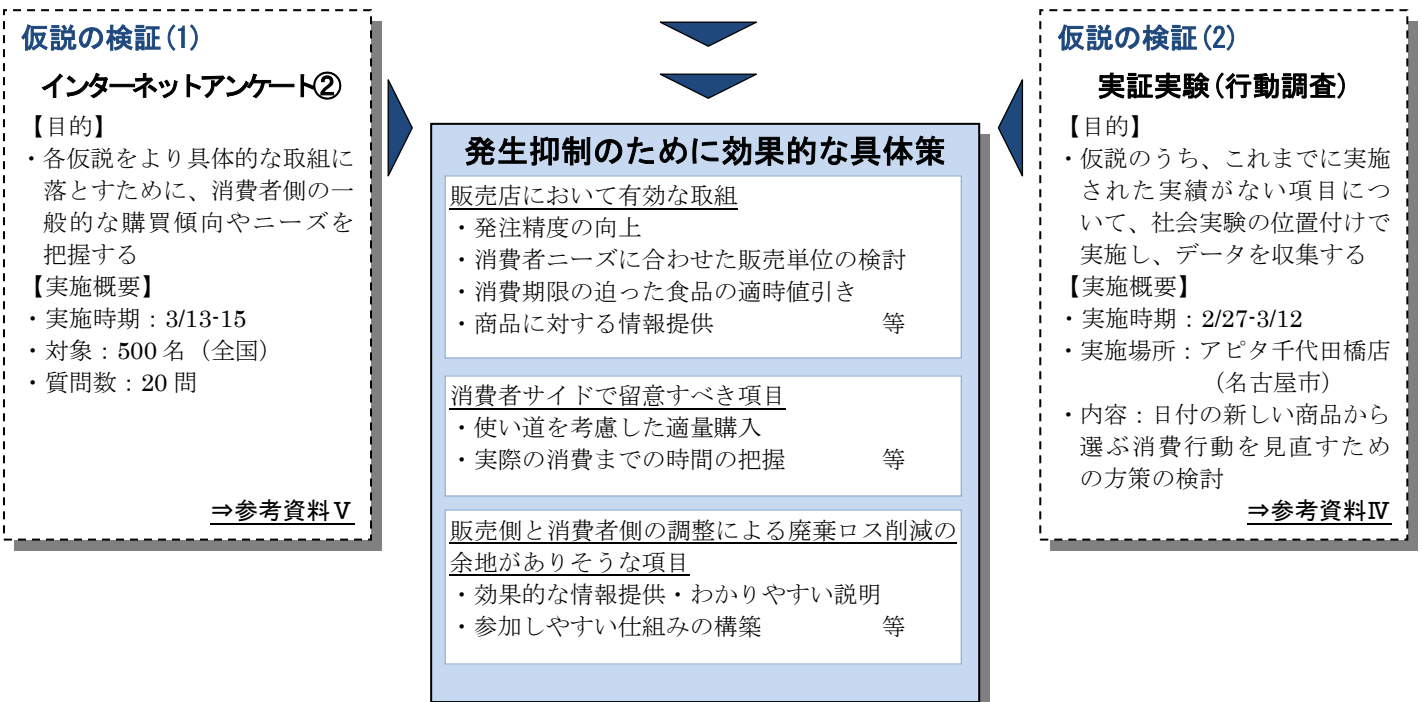 仮説の検証(1)
インターネットアンケート②
【目的】
・各仮説をより具体的な取組に
落とすために、消費者側の一
般的な購買傾向やニーズを
把握する
【実施概要】
・実施時期：3/13-15
・対象：500名（全国）
・質問数：20問
⇒参考資料Ⅴ
発生抑制のために効果的な具体策
販売店において有効な取組
・発注精度の向上
・消費者ニーズに合わせた販売単位の検討
・消費期限の迫った食品の適時値引き
・商品に対する情報提供 等
消費者サイドで留意すべき項目
・使い道を考慮した適量購入
・実際の消費までの時間の把握 等
販売側と消費者側の調整による廃棄ロス削減の
余地がありそうな項目
・効果的な情報提供・わかりやすい説明
・参加しやすい仕組みの構築 等
仮説の検証(2)
実証実験(行動調査)
【目的】
・仮説のうち、これまでに実施
された実績がない項目につ
いて、社会実験の位置付けで
実施し、データを収集する
【実施概要】
・実施時期：2/27-3/12
・実施場所：アピタ千代田橋店
（名古屋市）
・内容：日付の新しい商品から
選ぶ消費行動を見直すため
の方策の検討
⇒参考資料Ⅳ